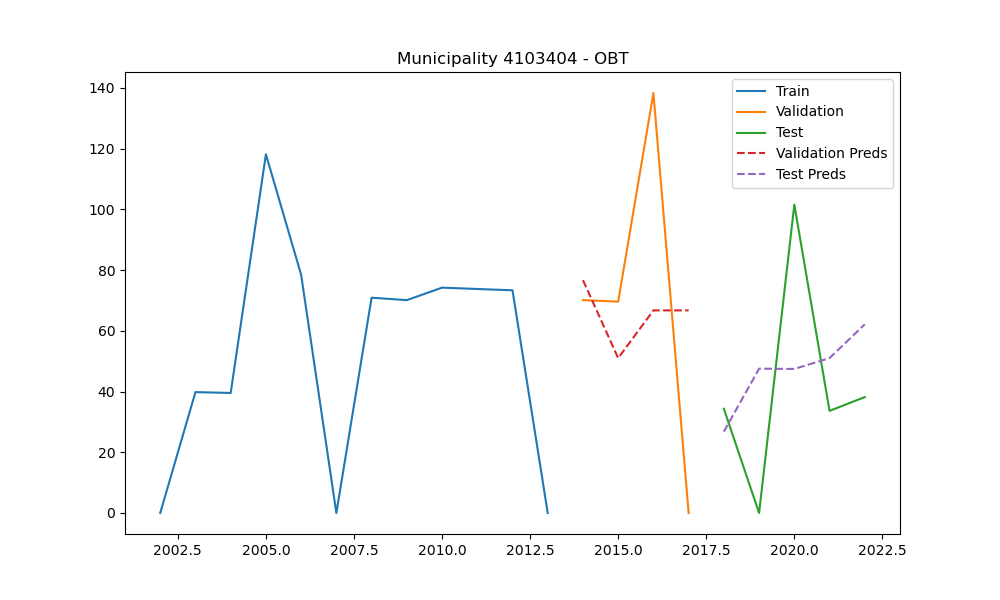 Municipality 4103404 - OBT
140
120
100
80
60
40
20
0
2002.5 2005.0 2007.5 2010.0 2012.5 2015.0 2017.5 2020.0 2022.5
Train
Validation
Test
Validation Preds
Test Preds